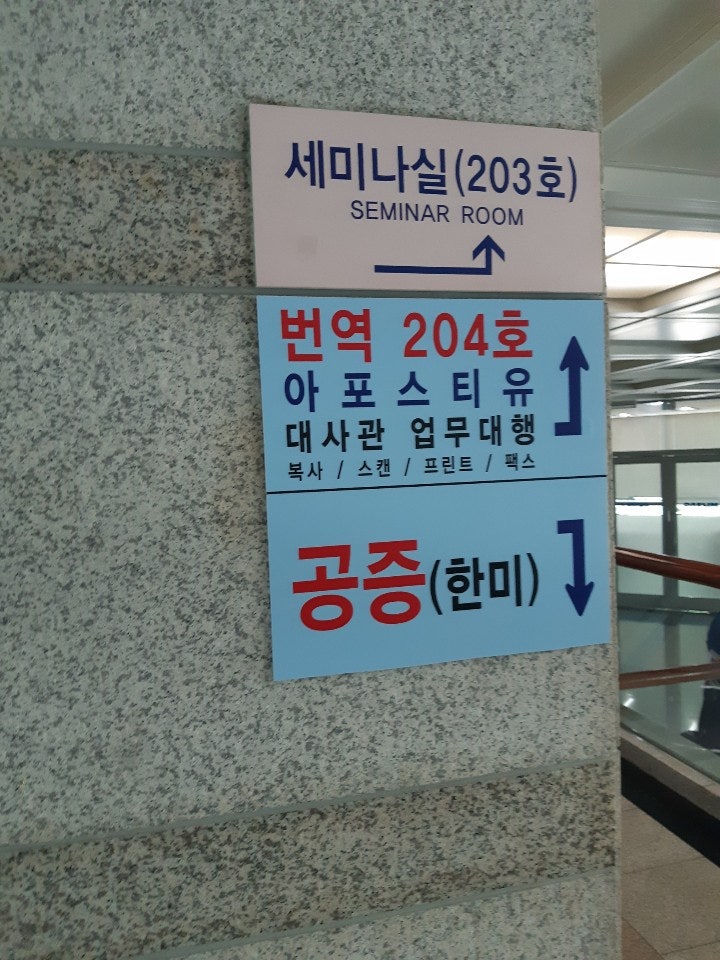 세미나실(203호)
SEMINAR ROOM
번역 204호
아포스티유
대사관 업무대행
복사 / 스캔 / 프린트 / 팩스
공증(한미)